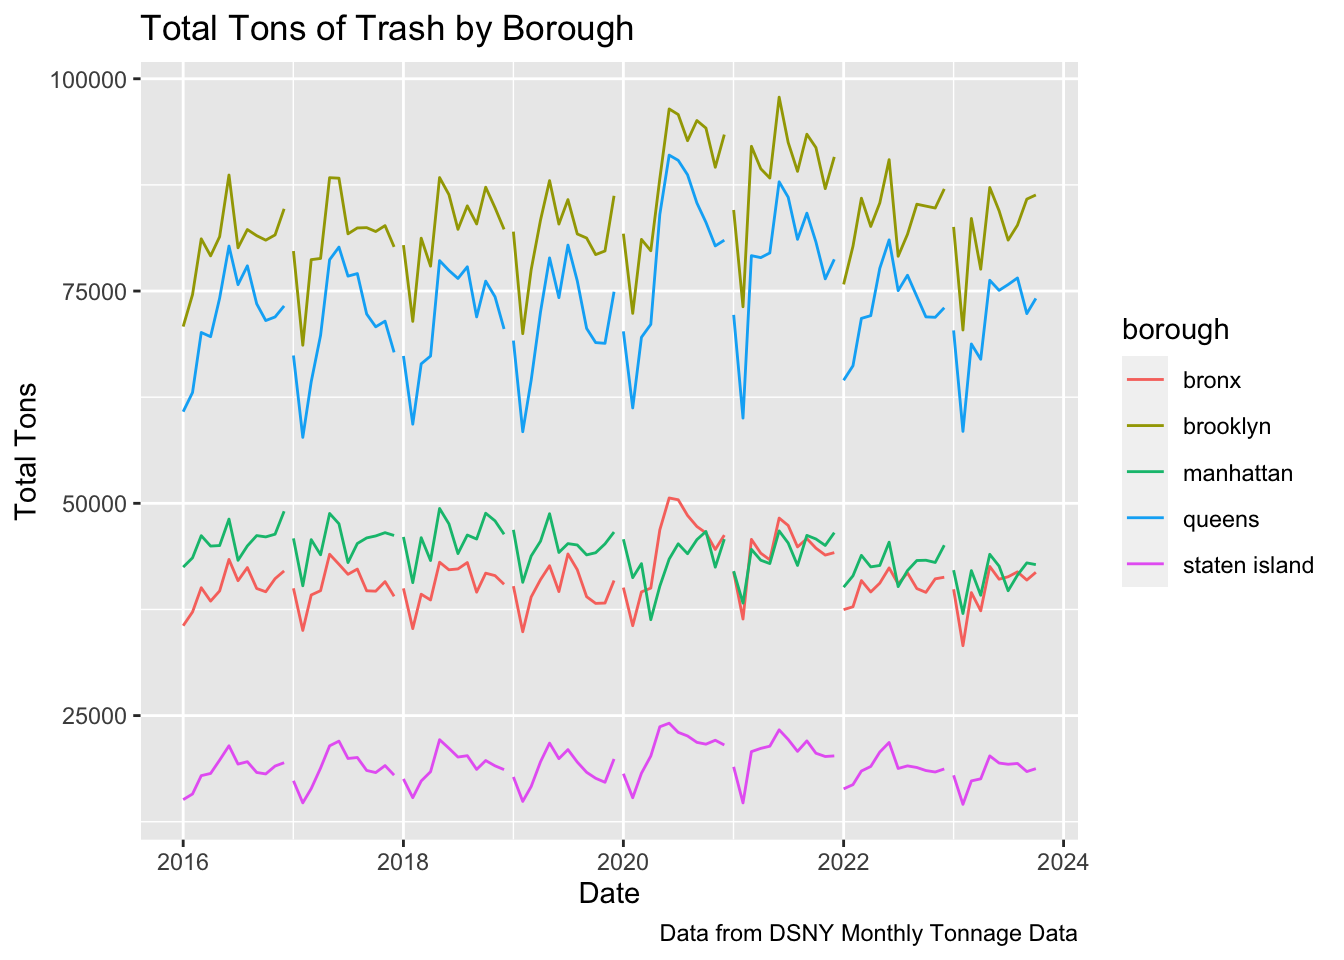 Total Tons of Trash by Borough
100000
75000
50000
25000
Total Tons
2016 2018 2020 2022 2024
Date
borough
bronx
brooklyn
manhattan
queens
staten island
Data from DSNY Monthly Tonnage Data